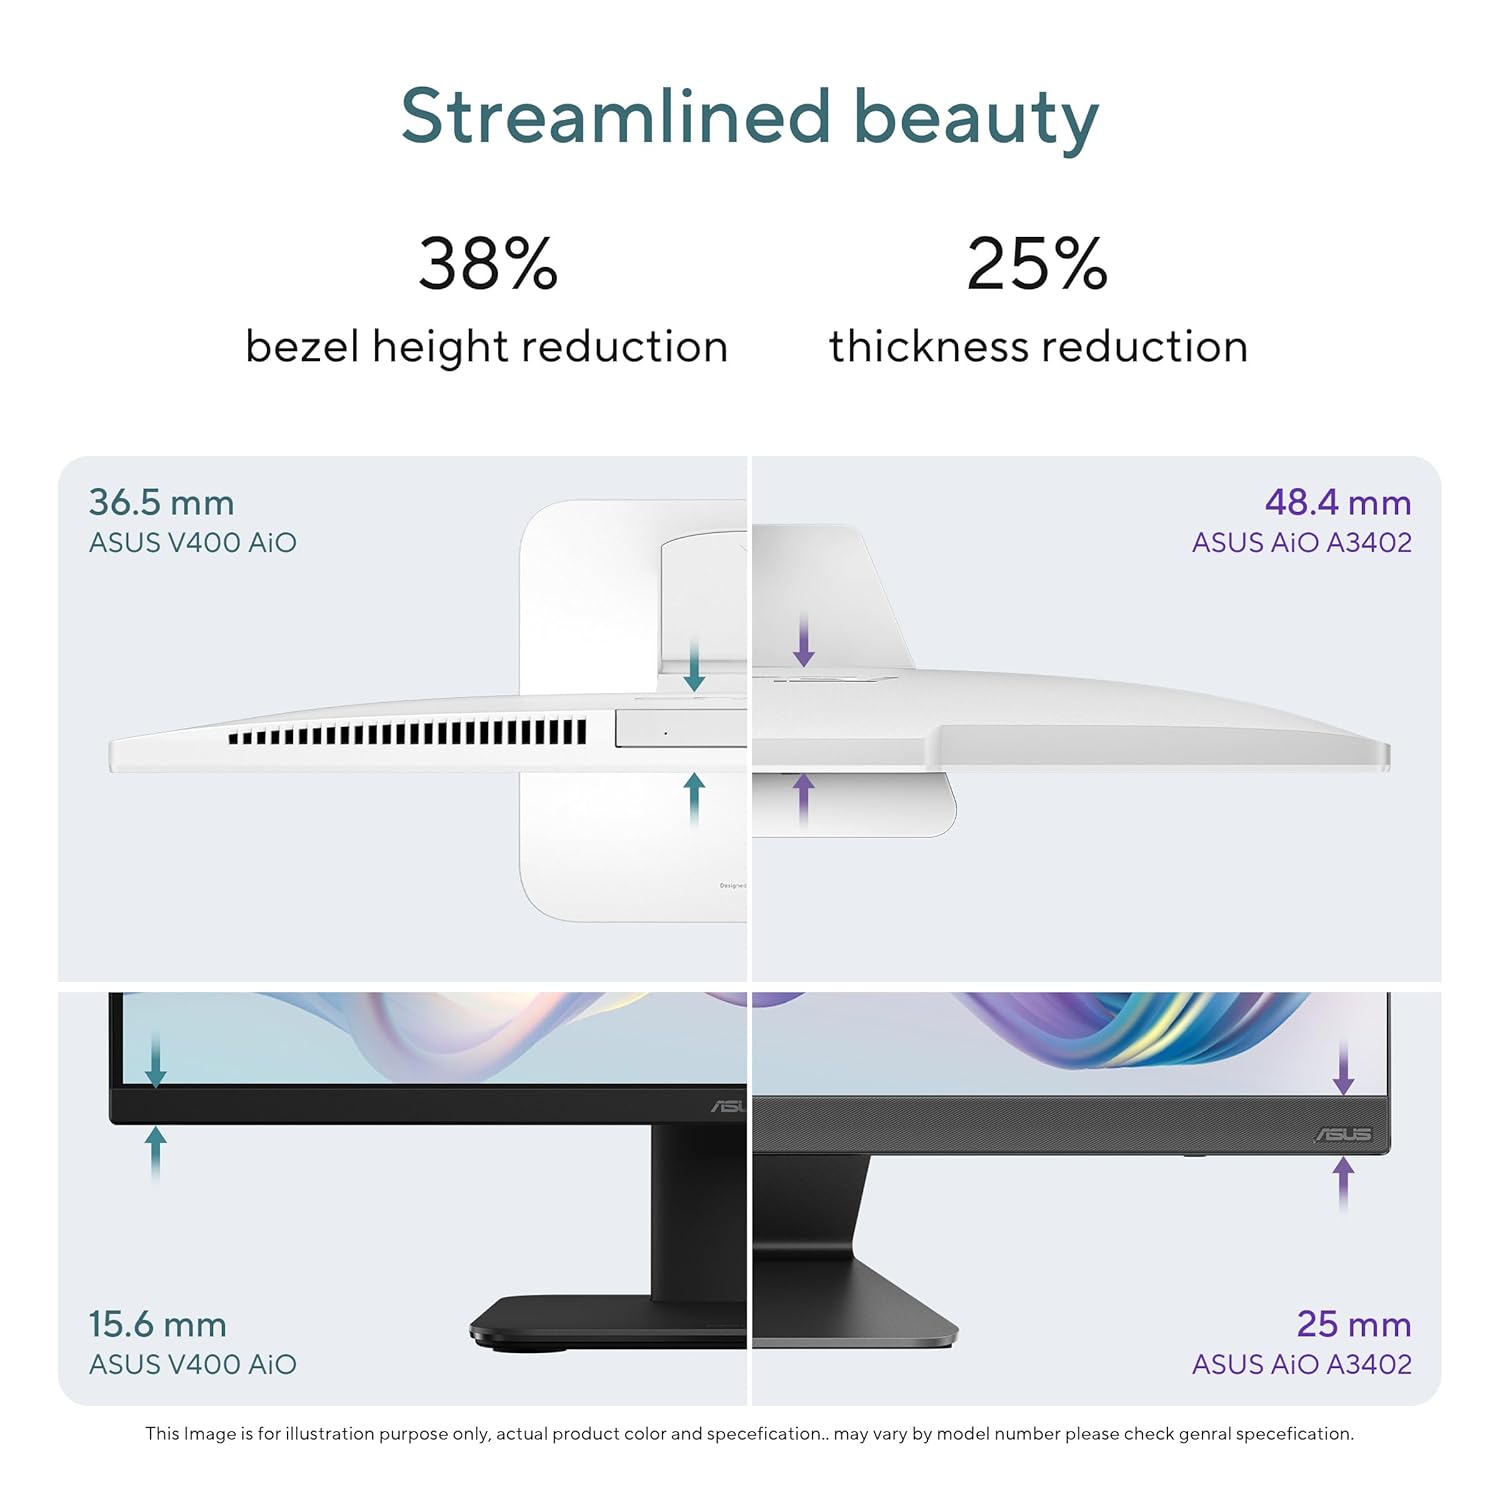 Streamlined beauty
38%
bezel height reduction
25%
thickness reduction
36.5 mm
ASUS V400 AiO
48.4 mm
ASUS AiO A3402
Designed
ASUS
15.6 mm
ASUS V400 AiO
25 mm
ASUS AiO A3402
This Image is for illustration purpose only, actual product color and specefication.. may vary by model number please check genral specefication.